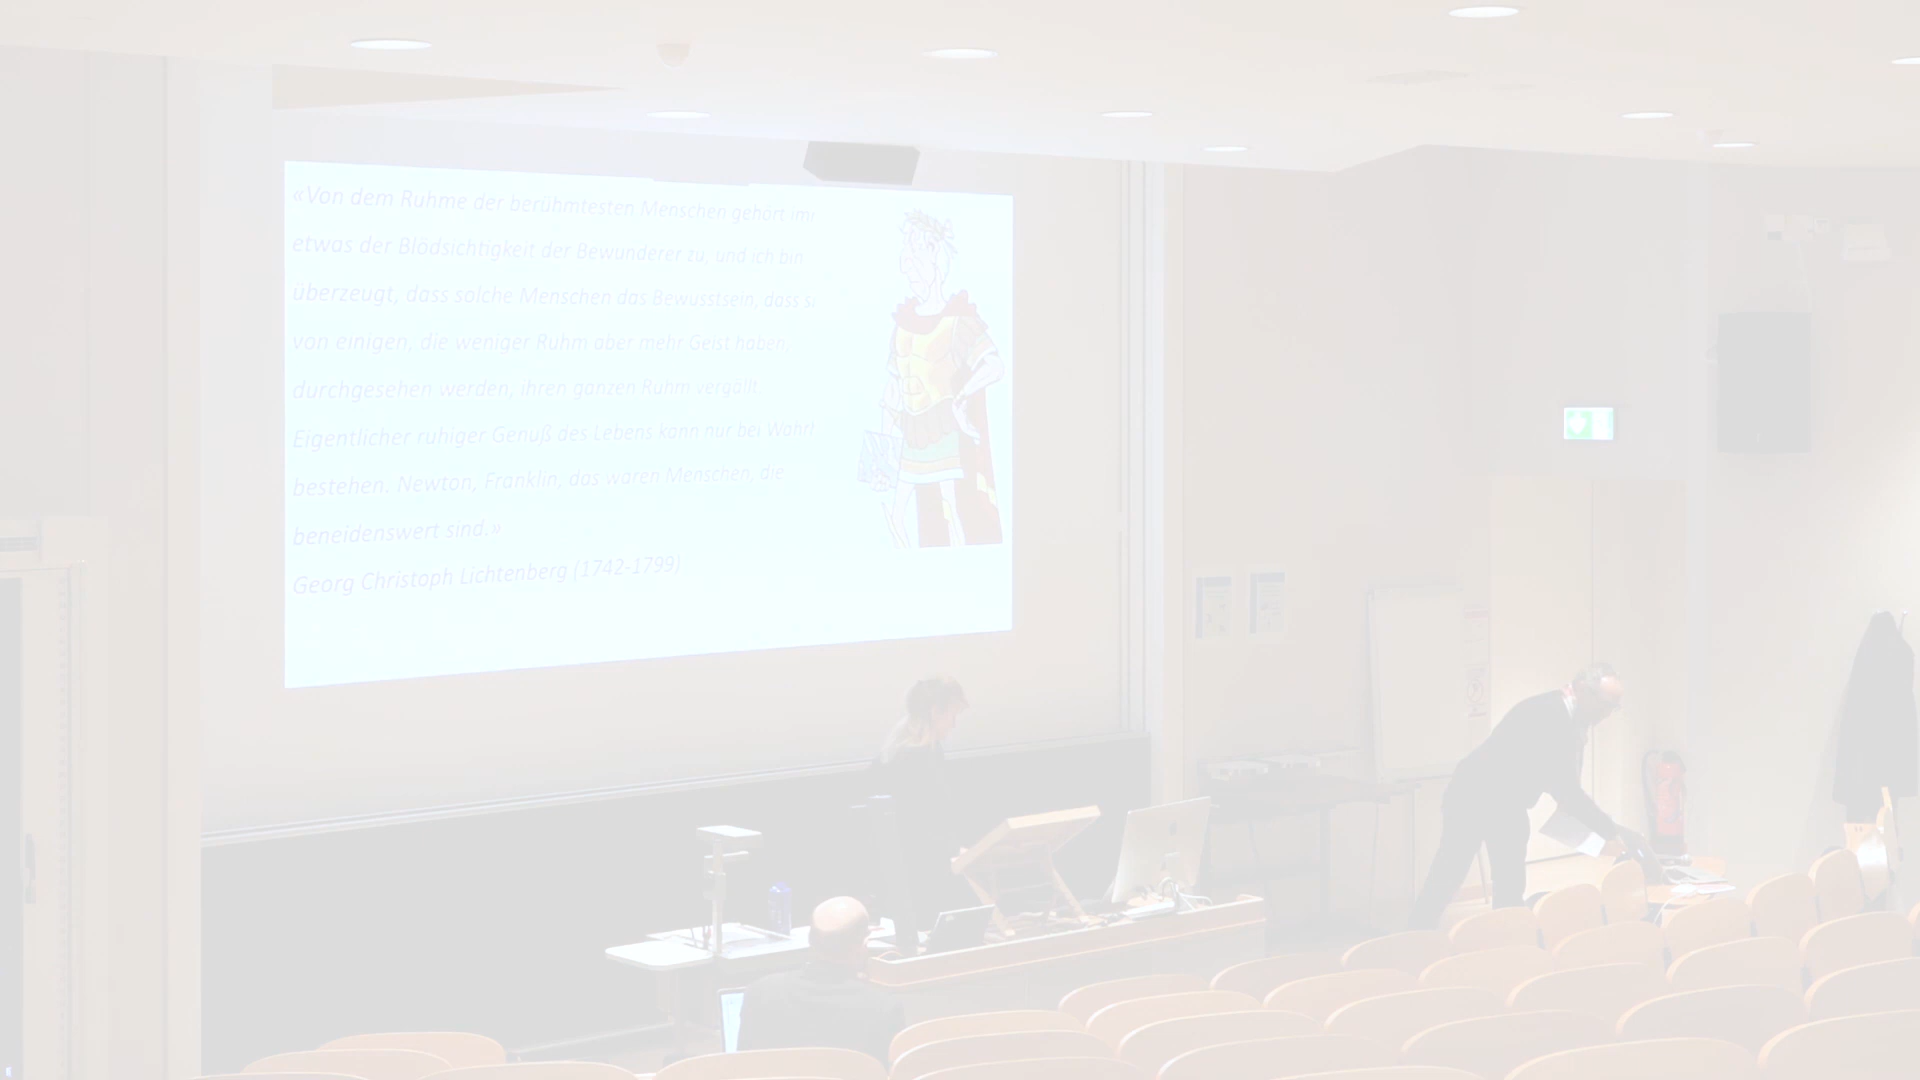 «Von dem Ruhme der berühmtesten Menschen gehört
etwas der Blödsichtigkeit der Bewunderer zu, und ich bin
überzeugt, dass solche Menschen das Bewusstsein, dass
von einigen, die weniger Ruhm aber mehr Geist haben,
durchgesehen werden, ihren ganzen Ruhm vergällt.
Eigentlicher ruhiger Genuß des Lebens kann nur bei
bestehen. Newton, Franklin, das waren Menschen, die
beneidenswert sind.»
Georg Christoph Lichtenberg (1742-1799)